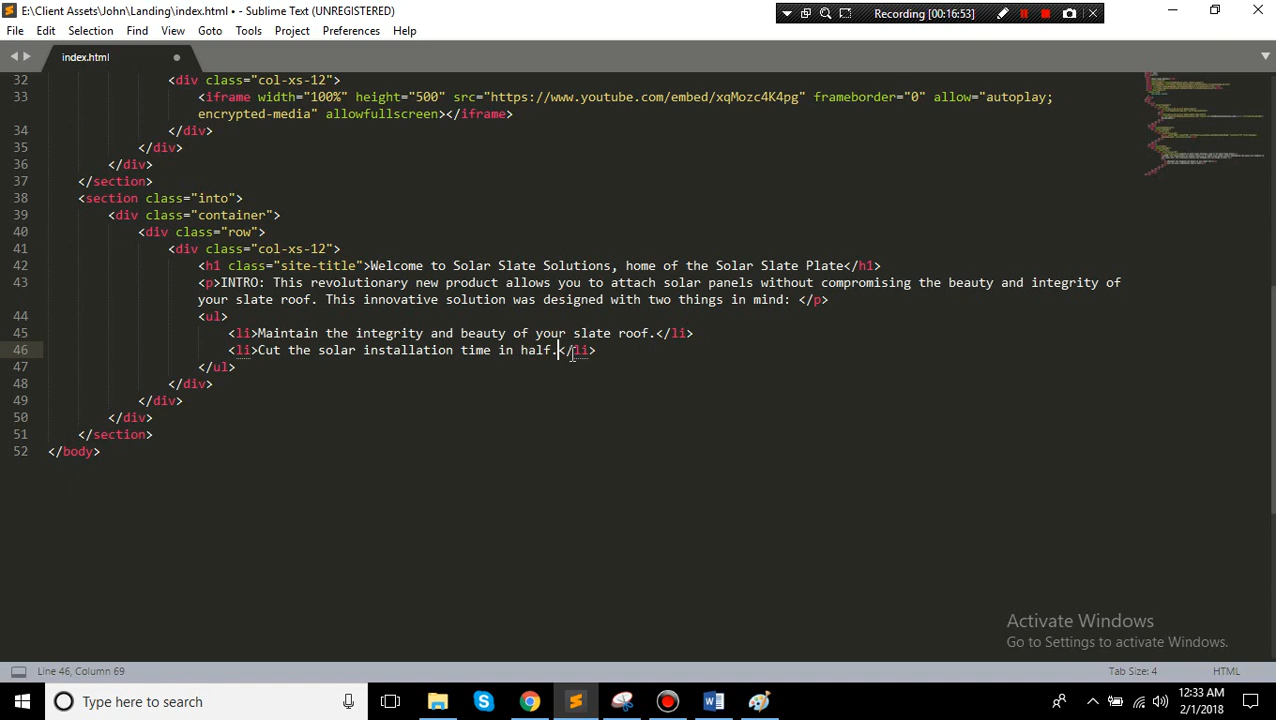 E:\Client Assets\John\Landing\index.html • - Sublime Text (UNREGISTERED)
Recording [00:16:53]
File Edit Selection Find View Goto Tools Project Preferences Help
index.html
32 <div class="col-xs-12">
33 <iframe width="100%" height="500" src="https://www.youtube.com/embed/xqMozc4K4pg" frameborder="0" allow="autoplay;
encrypted-media" allowfullscreen></iframe>
34 </div>
35 </div>
36 </div>
37 </section>
38 <section class="into">
39 <div class="container">
40 <div class="row">
41 <div class="col-xs-12">
42 <h1 class="site-title">Welcome to Solar Slate Solutions, home of the Solar Slate Plate</h1>
43 <p>INTRO: This revolutionary new product allows you to attach solar panels without compromising the beauty and integrity of
your slate roof. This innovative solution was designed with two things in mind: </p>
44 <ul>
45 <li>Maintain the integrity and beauty of your slate roof.</li>
46 <li>Cut the solar installation time in half.</li>
47 </ul>
48 </div>
49 </div>
50 </div>
51 </section>
52 </body>
Activate Windows
Go to Settings to activate Windows.
Line 46, Column 69
Tab Size: 4 HTML
Type here to search
12:33 AM
2/1/2018